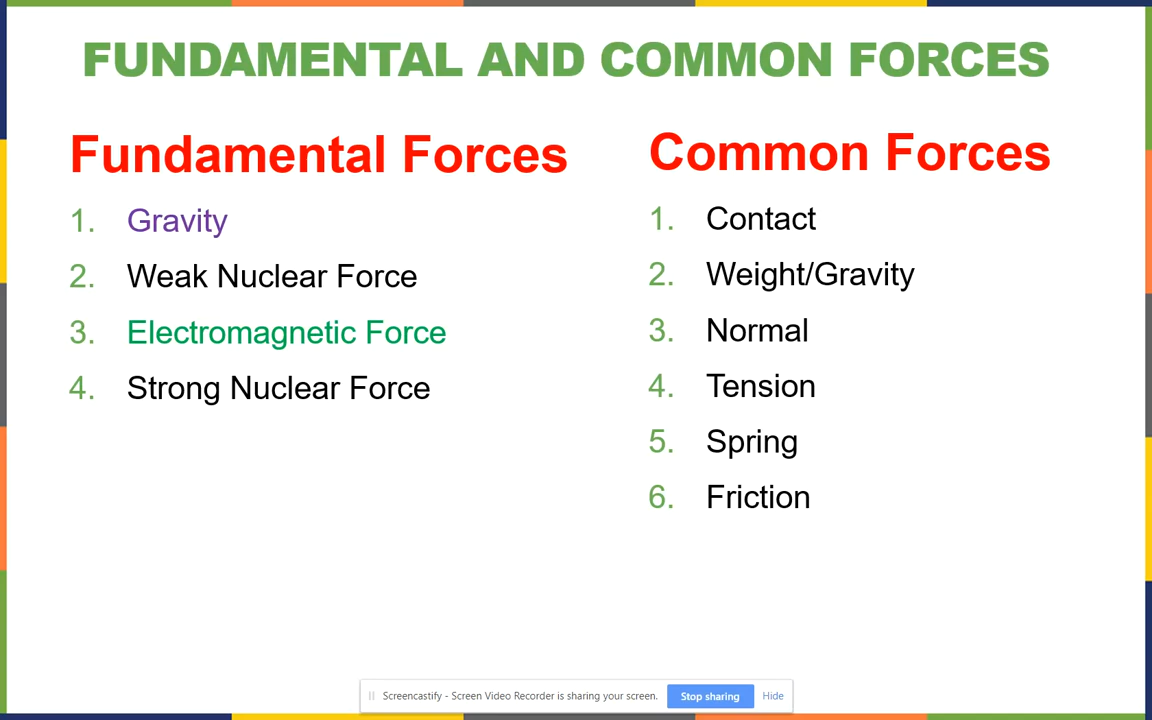 FUNDAMENTAL AND COMMON FORCES
Fundamental Forces
1. Gravity
2. Weak Nuclear Force
3. Electromagnetic Force
4. Strong Nuclear Force
Common Forces
1. Contact
2. Weight/Gravity
3. Normal
4. Tension
5. Spring
6. Friction
Screencastify - Screen Video Recorder is sharing your screen. Stop sharing Hide